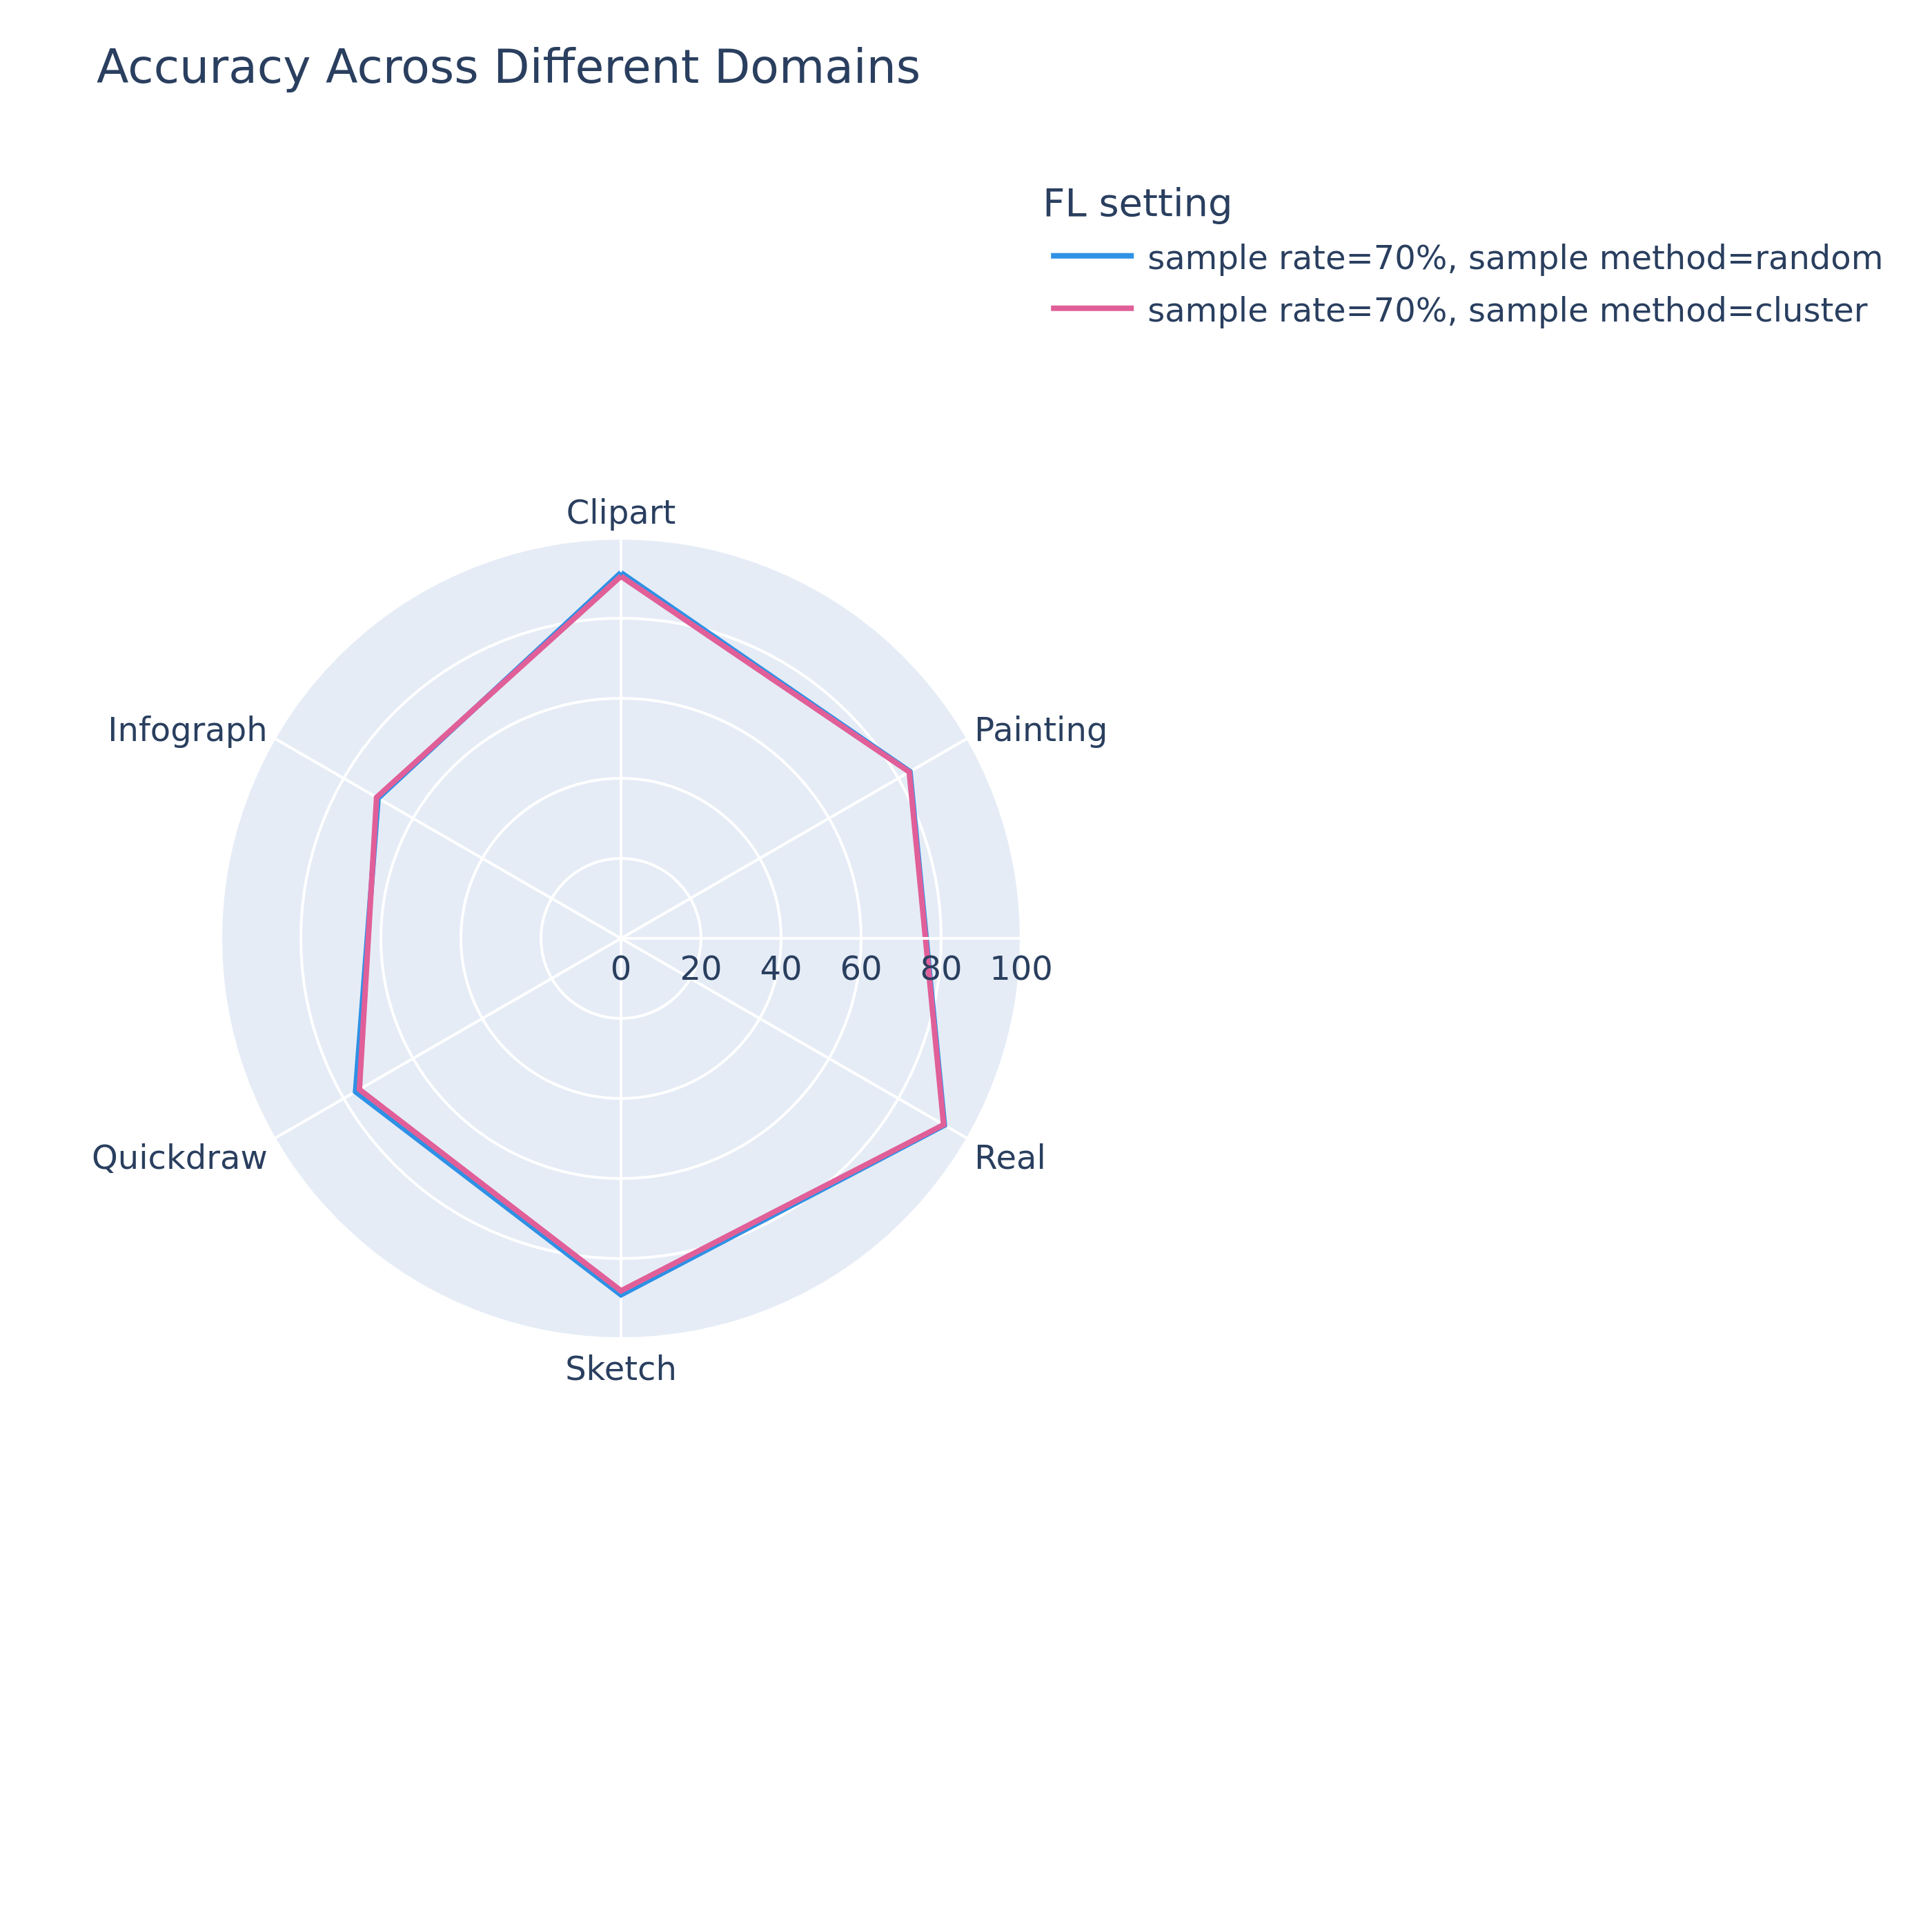 Accuracy Across Different Domains
FL setting
sample rate=70%, sample method=random
sample rate=70%, sample method=cluster
Clipart
Infograph
Painting
0 20 40 60 80 100
Quickdraw
Real
Sketch